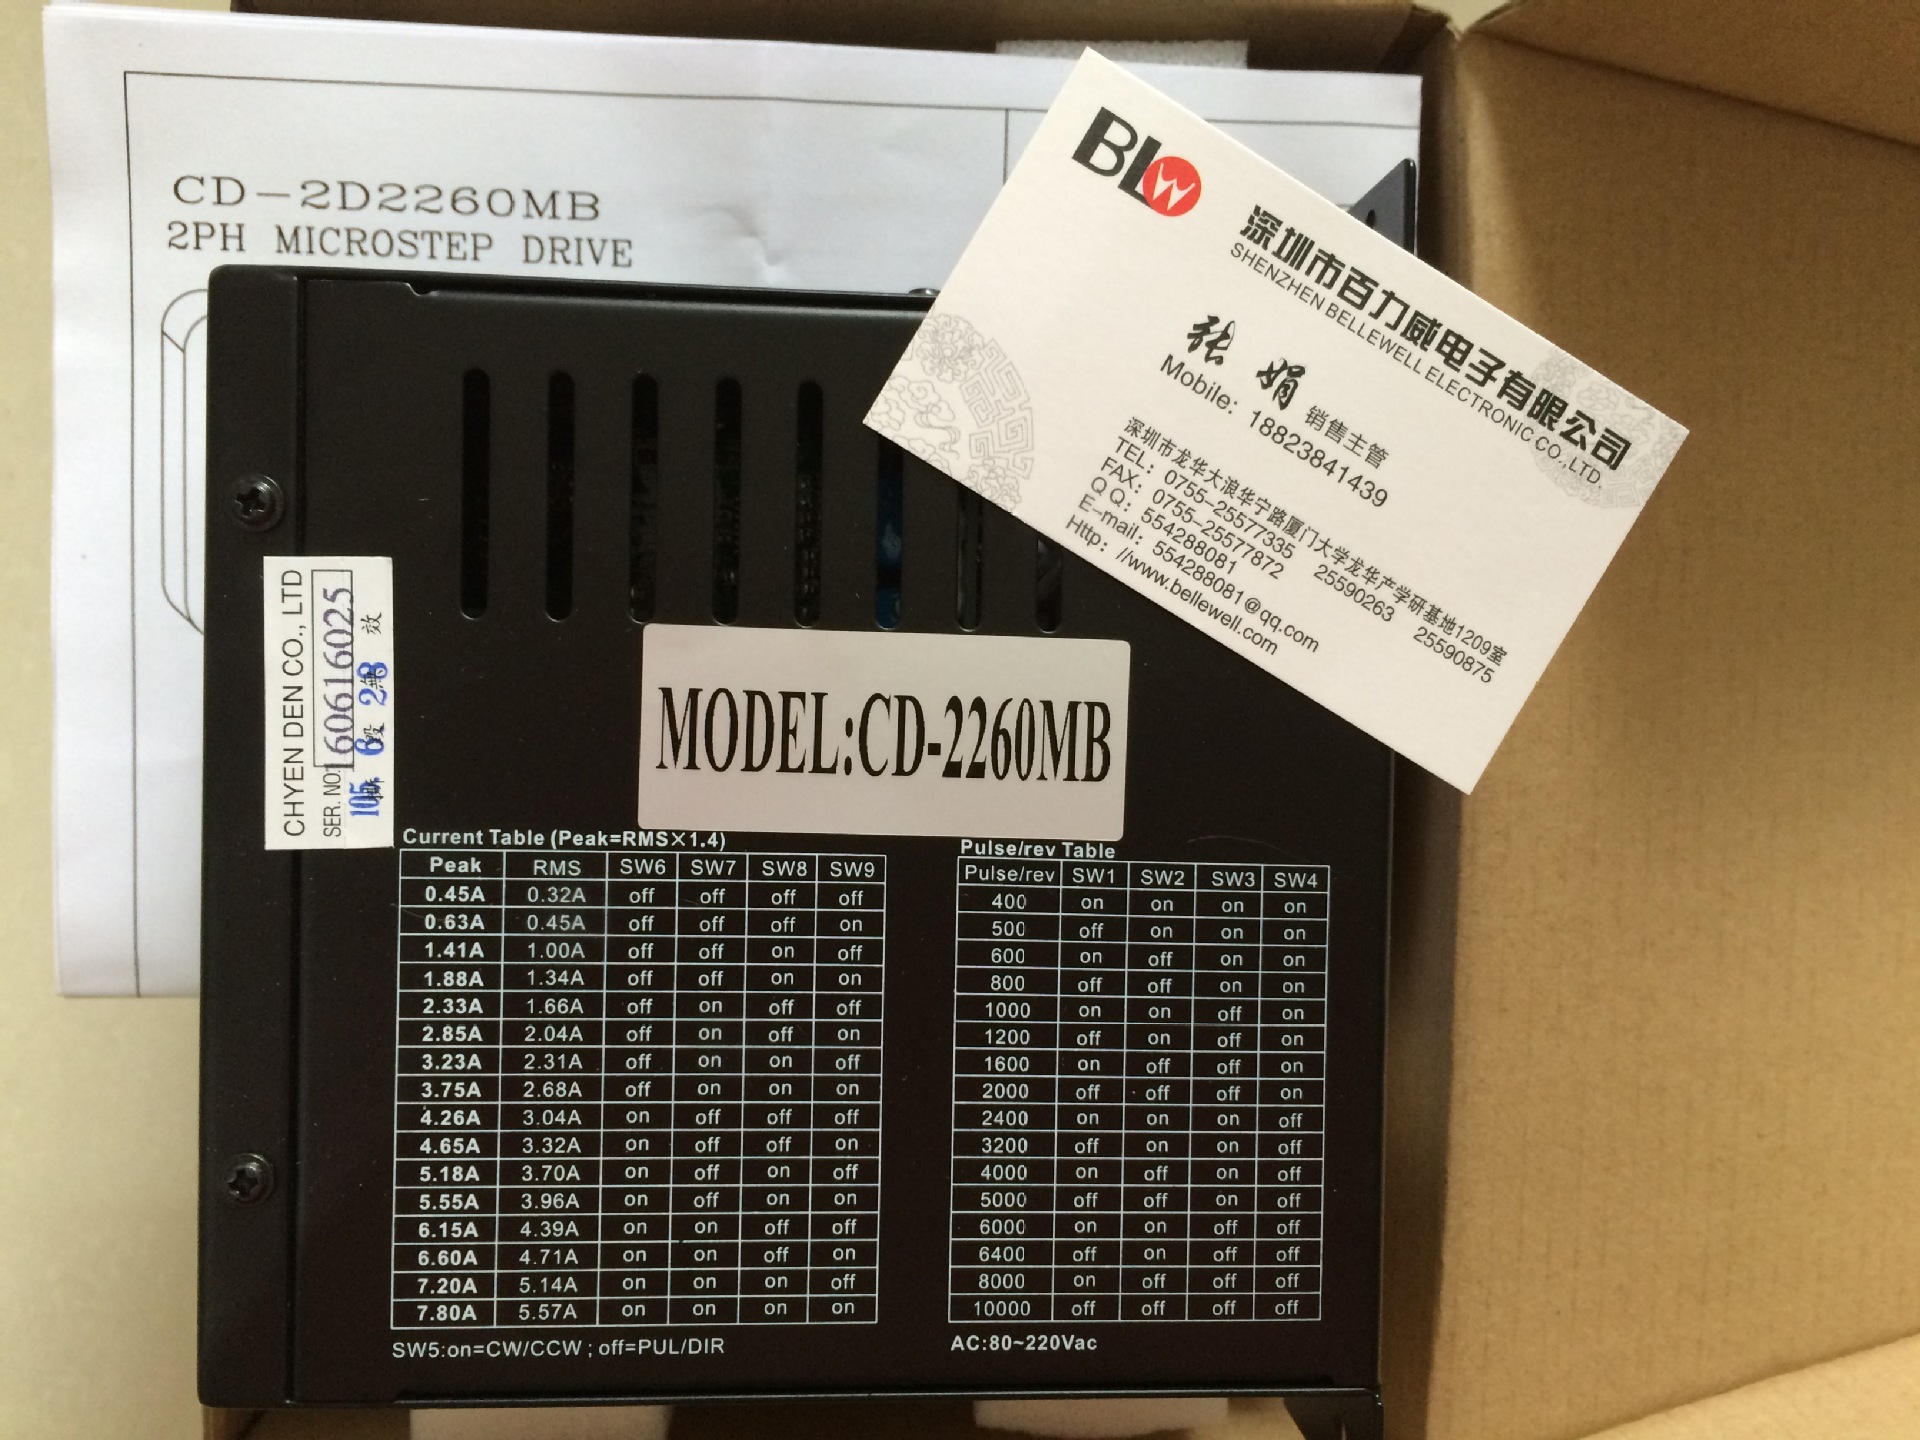 CD-2D2260MB
2PH MICROSTEP DRIVE
BLW
深圳市百力威电子有限公司
SHENZHEN BELLEWELL ELECTRONIC CO.,LTD.
张 娟 销售主管
Mobile: 18823841439
深圳市龙华大浪华宁路厦门大学龙华产学研基地1209室
TEL: 0755-25577335 25590263 25590875
FAX: 0755-25577872
QQ: 554288081
E-mail: 554288081@qq.com
Http: //www.bellewell.com
CHYEN DEN CO., LTD
SER. NO: 160616025
105 6 28
撕毀無效
MODEL:CD-2260MB
Current Table (Peak=RMS×1.4)
Peak RMS SW6 SW7 SW8 SW9
0.45A 0.32A off off off off
0.63A 0.45A off off off on
1.41A 1.00A off off on off
1.88A 1.34A off off on on
2.33A 1.66A off on off off
2.85A 2.04A off on off on
3.23A 2.31A off on on off
3.75A 2.68A off on on on
4.26A 3.04A on off off off
4.65A 3.32A on off off on
5.18A 3.70A on off on off
5.55A 3.96A on off on on
6.15A 4.39A on on off off
6.60A 4.71A on on off on
7.20A 5.14A on on on off
7.80A 5.57A on on on on
SW5:on=CW/CCW ; off=PUL/DIR
Pulse/rev Table
Pulse/rev SW1 SW2 SW3 SW4
400 on on on on
500 off on on on
600 on off on on
800 off off on on
1000 on on off on
1200 off on off on
1600 on off off on
2000 off off off on
2400 on on on off
3200 off on on off
4000 on off on off
5000 off off on off
6000 on on off off
6400 off on off off
8000 on off off off
10000 off off off off
AC:80~220Vac